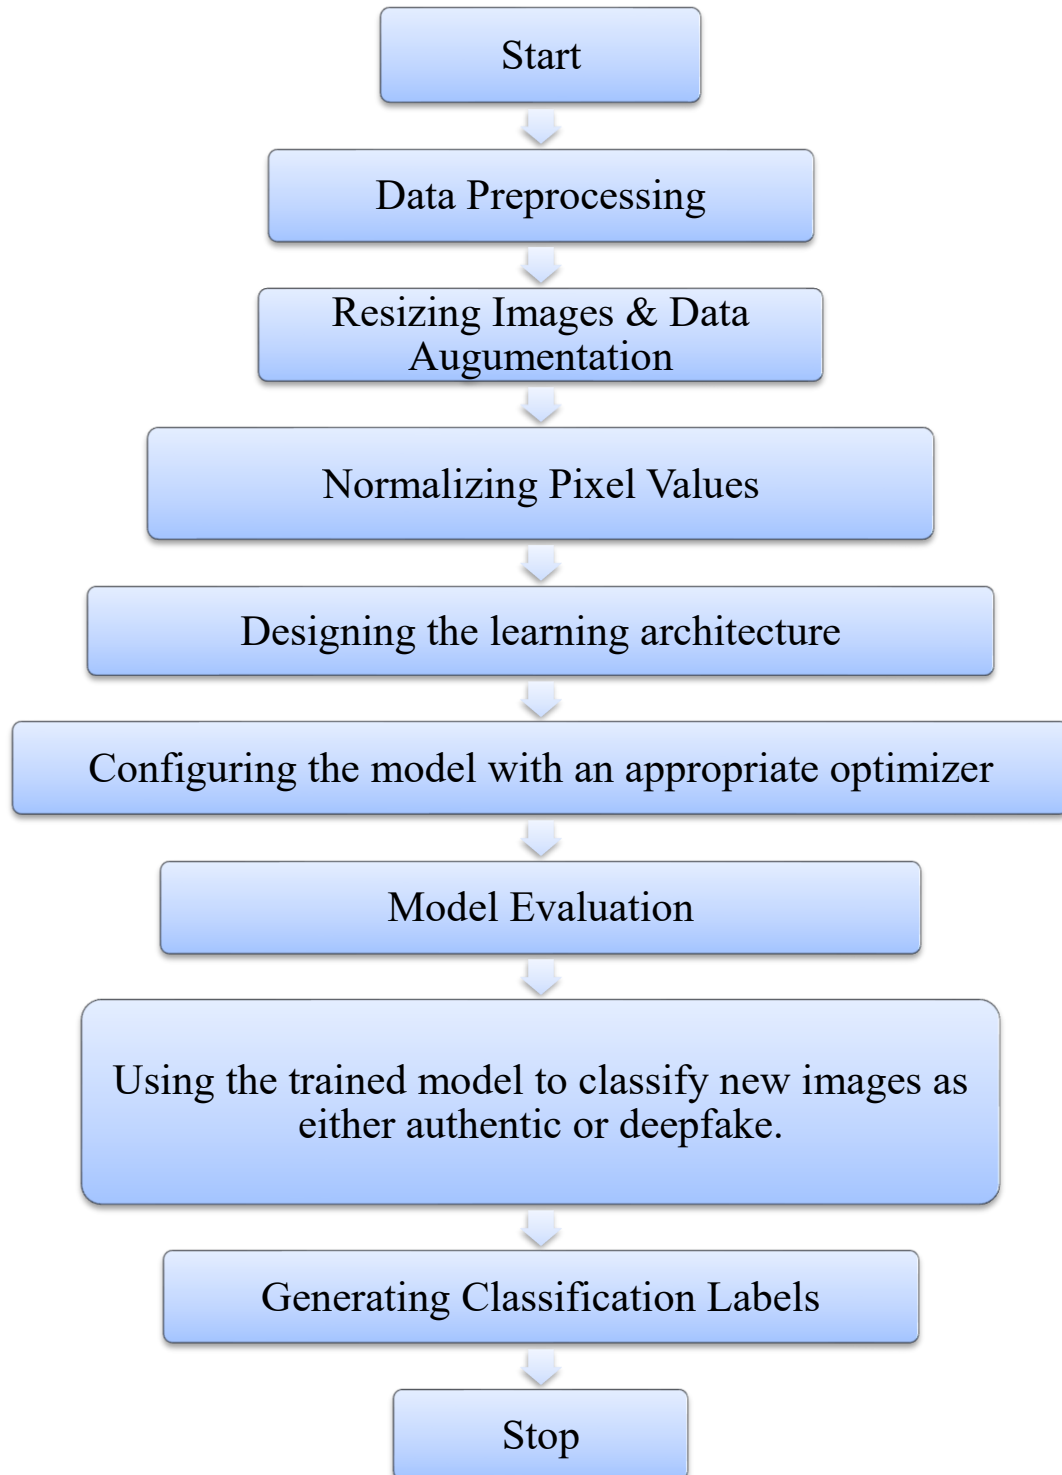 Start
Data Preprocessing
Resizing Images & Data
Augumentation
Normalizing Pixel Values
Designing the learning architecture
Configuring the model with an appropriate optimizer
Model Evaluation
Using the trained model to classify new images as
either authentic or deepfake.
Generating Classification Labels
Stop